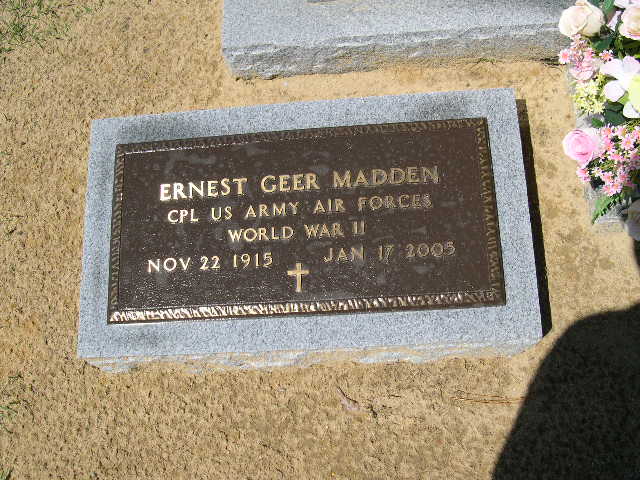 ERNEST GEER MADDEN
CPL US ARMY AIR FORCES
WORLD WAR II
NOV 22 1915 JAN 17 2005